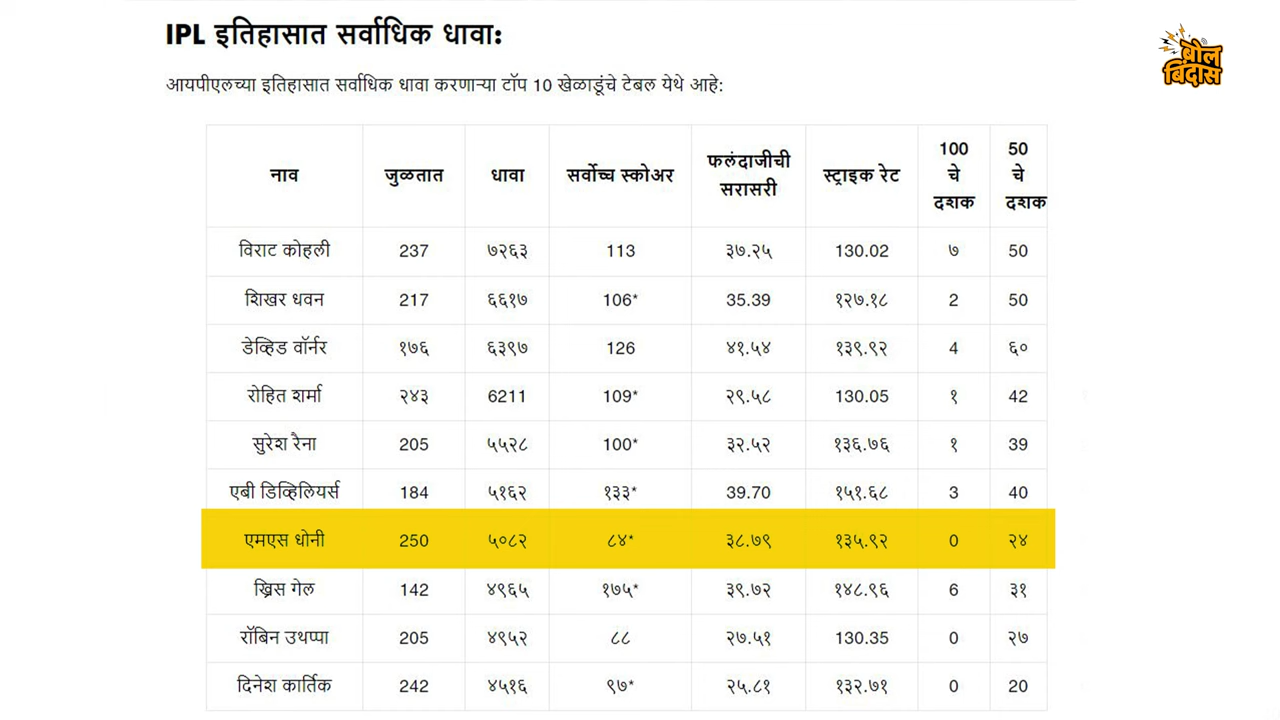 IPL इतिहासात सर्वाधिक धावा:
बोल
बिंदास
आयपीएलच्या इतिहासात सर्वाधिक धावा करणाऱ्या टॉप 10 खेळाडूंचे टेबल येथे आहे:
नाव जुळतात धावा सर्वोच्च स्कोअर फलंदाजीची सरासरी स्ट्राइक रेट 100 चे दशक 50 चे दशक
विराट कोहली 237 ७२६३ 113 ३७.२५ 130.02 ७ 50
शिखर धवन 217 ६६१७ 106* 35.39 १२७.१८ 2 50
डेव्हिड वॉर्नर १७६ ६३९७ 126 ४१.५४ १३९.९२ 4 ६०
रोहित शर्मा २४३ 6211 109* २९.५८ 130.05 १ 42
सुरेश रैना 205 ५५२८ 100* ३२.५२ १३६.७६ १ 39
एबी डिव्हिलियर्स 184 ५१६२ १३३* 39.70 १५१.६८ 3 40
एमएस धोनी 250 ५०८२ ८४* ३८.७९ १३५.९२ 0 २४
ख्रिस गेल 142 ४९६५ १७५* ३९.७२ १४८.९६ 6 ३१
रॉबिन उथप्पा 205 ४९५२ ८८ २७.५१ 130.35 0 २७
दिनेश कार्तिक 242 ४५१६ ९७* २५.८१ १३२.७१ 0 20